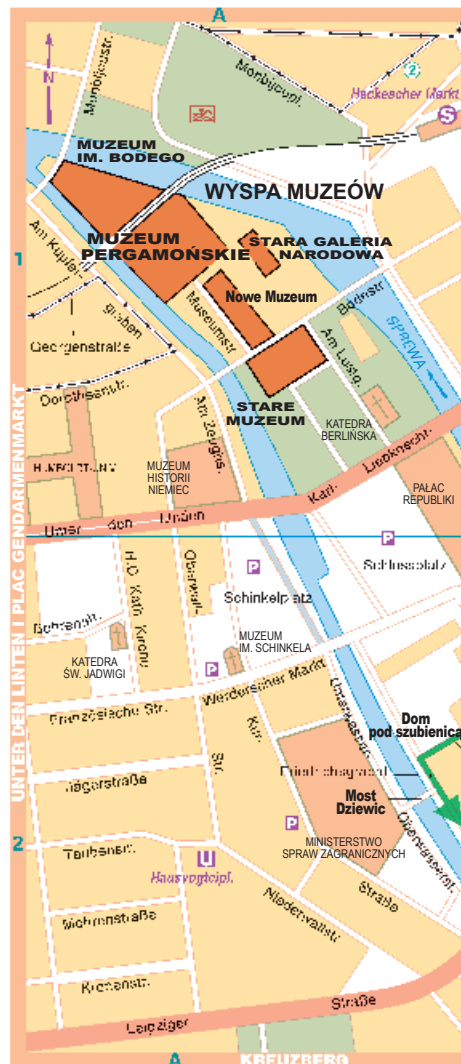 A
N
Monbijoupl.
2
Hackescher Markt
S
MUZEUM
IM. BODEGO
WYSPA MUZEÓW
MUZEUM
PERGAMOŃSKIE
STARA GALERIA
NARODOWA
1
Am Kupfer-
graben
Nowe Muzeum
Museumstr
Bodestr
Am Lustg.
SPREWA
Georgenstraße
STARE
MUZEUM
KATEDRA
BERLIŃSKA
Am Zeughs.
MUZEUM
HISTORII
NIEMIEC
Karl- Liebknecht-
PAŁAC
REPUBLIKI
Unter den Linden
P
P
Schlossplatz
Schinkelplatz
Oberwall-
Str.
Behrenstr.
KATEDRA
ŚW. JADWIGI
MUZEUM
IM. SCHINKELA
P
Werderscher Markt
Französische Str.
Kur-
Unterwasser-
Dom
pod szubienicą
UNTER DEN LINTEN I PLAC GENDARMENMARKT
Jägerstraße
Friedrichsgracht
Most
Dziewic
P
2
MINISTERSTWO
SPRAW ZAGRANICZNYCH
Oberwasserst.
Taubenstr.
U
Hausvogteipl.
Straße
Mohrenstraße
Niederwallstr.
Kronenstr.
Leipziger
Straße
A
KREUZBERG